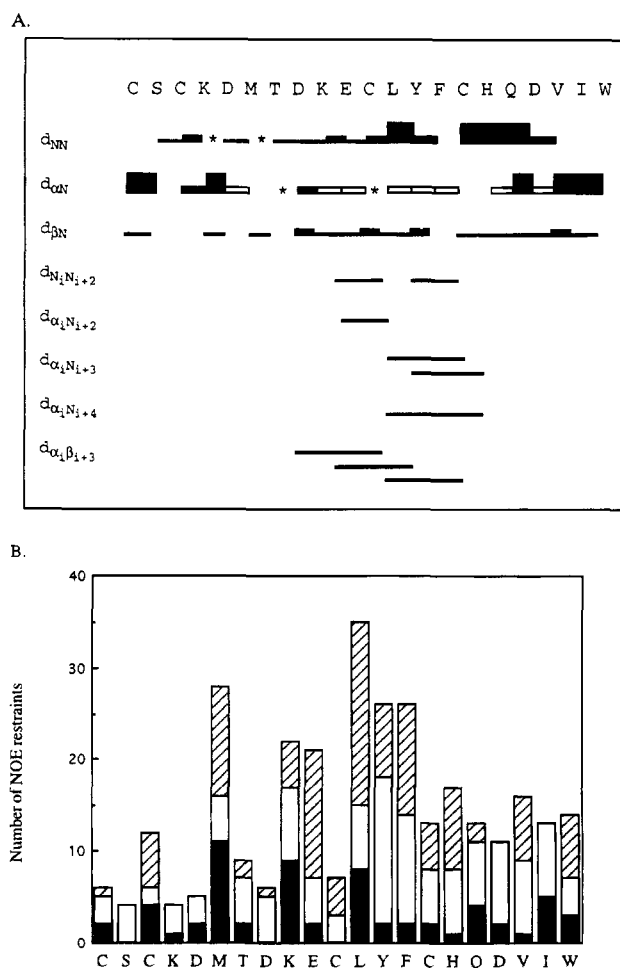 A.
C S C K D M T D K E C L Y F C H Q D V I W
dNN * *
dαN * *
dβN
dNiNi+2
dαiNi+2
dαiNi+3
dαiNi+4
dαiβi+3
B.
Number of NOE restraints
40
30
20
10
0
C S C K D M T D K E C L Y F C H O D V I W